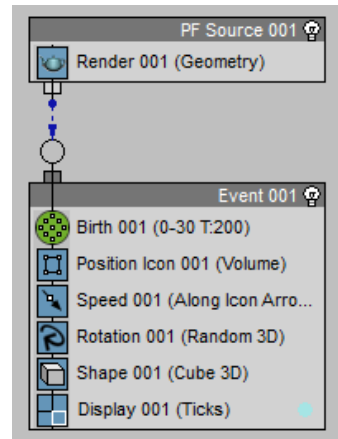 PF Source 001
Render 001 (Geometry)
Event 001
Birth 001 (0-30 T:200)
Position Icon 001 (Volume)
Speed 001 (Along Icon Arro...
Rotation 001 (Random 3D)
Shape 001 (Cube 3D)
Display 001 (Ticks)